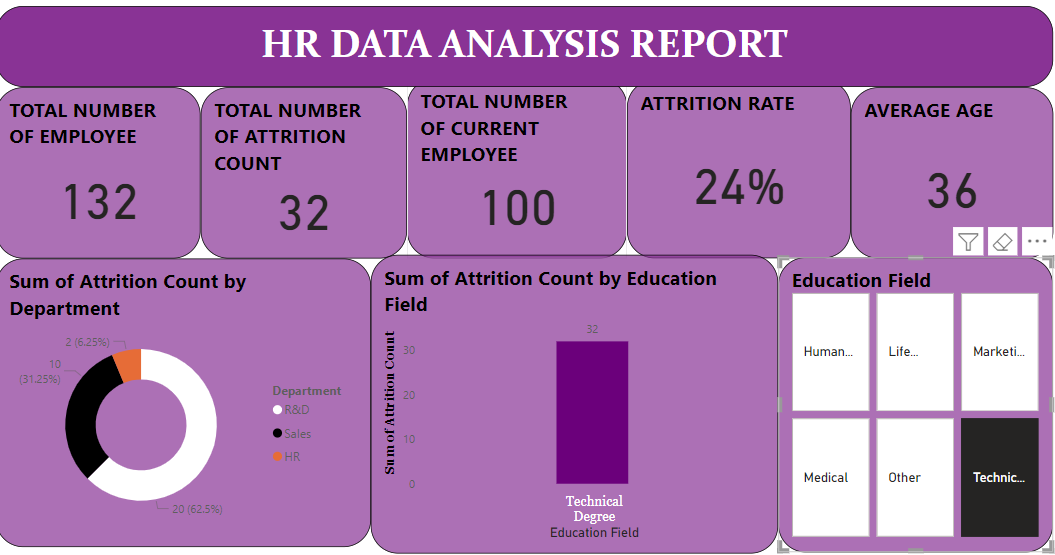 HR DATA ANALYSIS REPORT
TOTAL NUMBER
OF EMPLOYEE
132
TOTAL NUMBER
OF ATTRITION
COUNT
32
TOTAL NUMBER
OF CURRENT
EMPLOYEE
100
ATTRITION RATE
24%
AVERAGE AGE
36
Sum of Attrition Count by
Department
2 (6.25%)
10
(31.25%)
20 (62.5%)
Department
R&D
Sales
HR
Sum of Attrition Count by Education
Field
Sum of Attrition Count
30
20
10
0
32
Technical
Degree
Education Field
Education Field
Human...
Life...
Marketi...
Medical
Other
Technic...